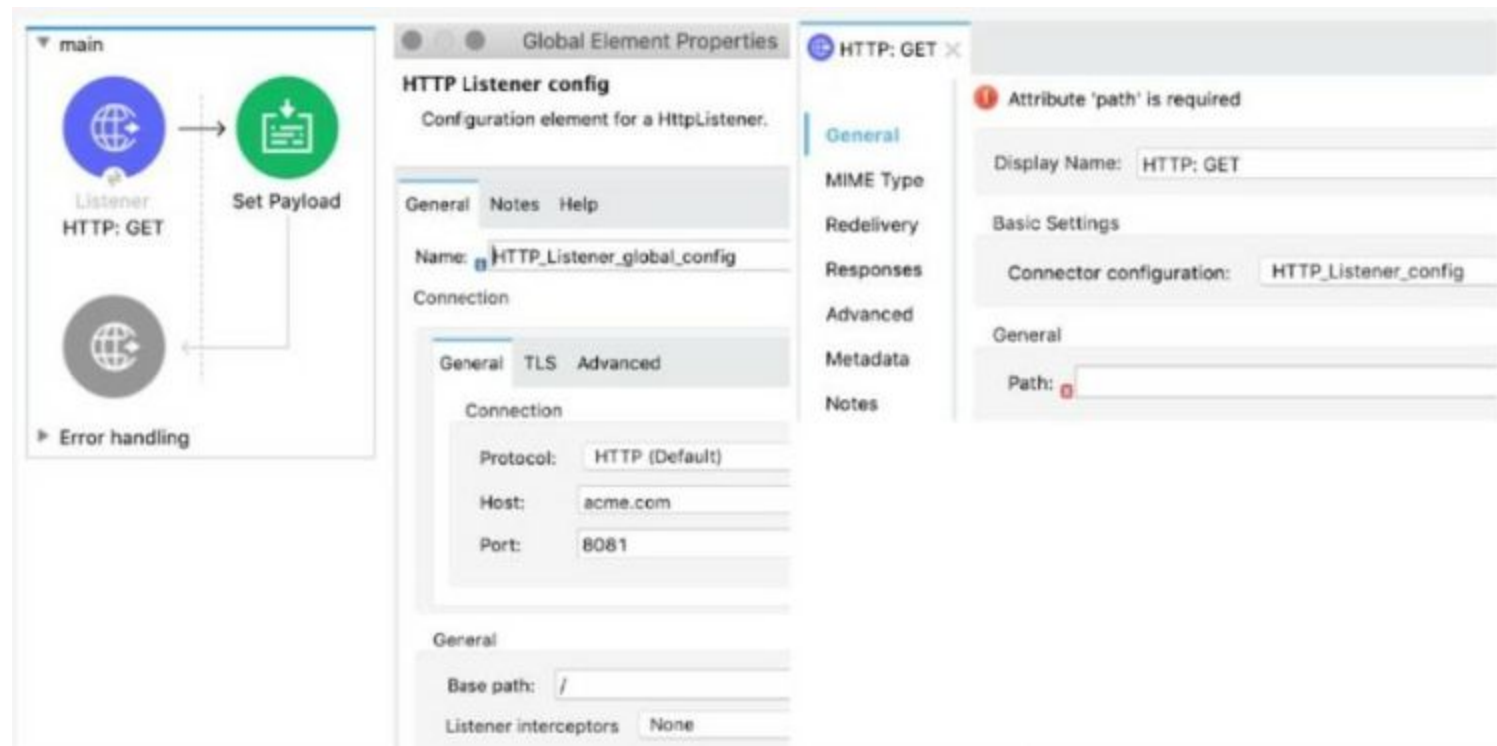 main
Listener
HTTP: GET
Set Payload
Error handling
Global Element Properties
HTTP Listener config
Configuration element for a HttpListener.
General Notes Help
Name: HTTP_Listener_global_config
Connection
General TLS Advanced
Connection
Protocol: HTTP (Default)
Host: acme.com
Port: 8081
General
Base path: /
Listener interceptors None
HTTP: GET
General
MIME Type
Redelivery
Responses
Advanced
Metadata
Notes
Attribute 'path' is required
Display Name: HTTP: GET
Basic Settings
Connector configuration: HTTP_Listener_config
General
Path: